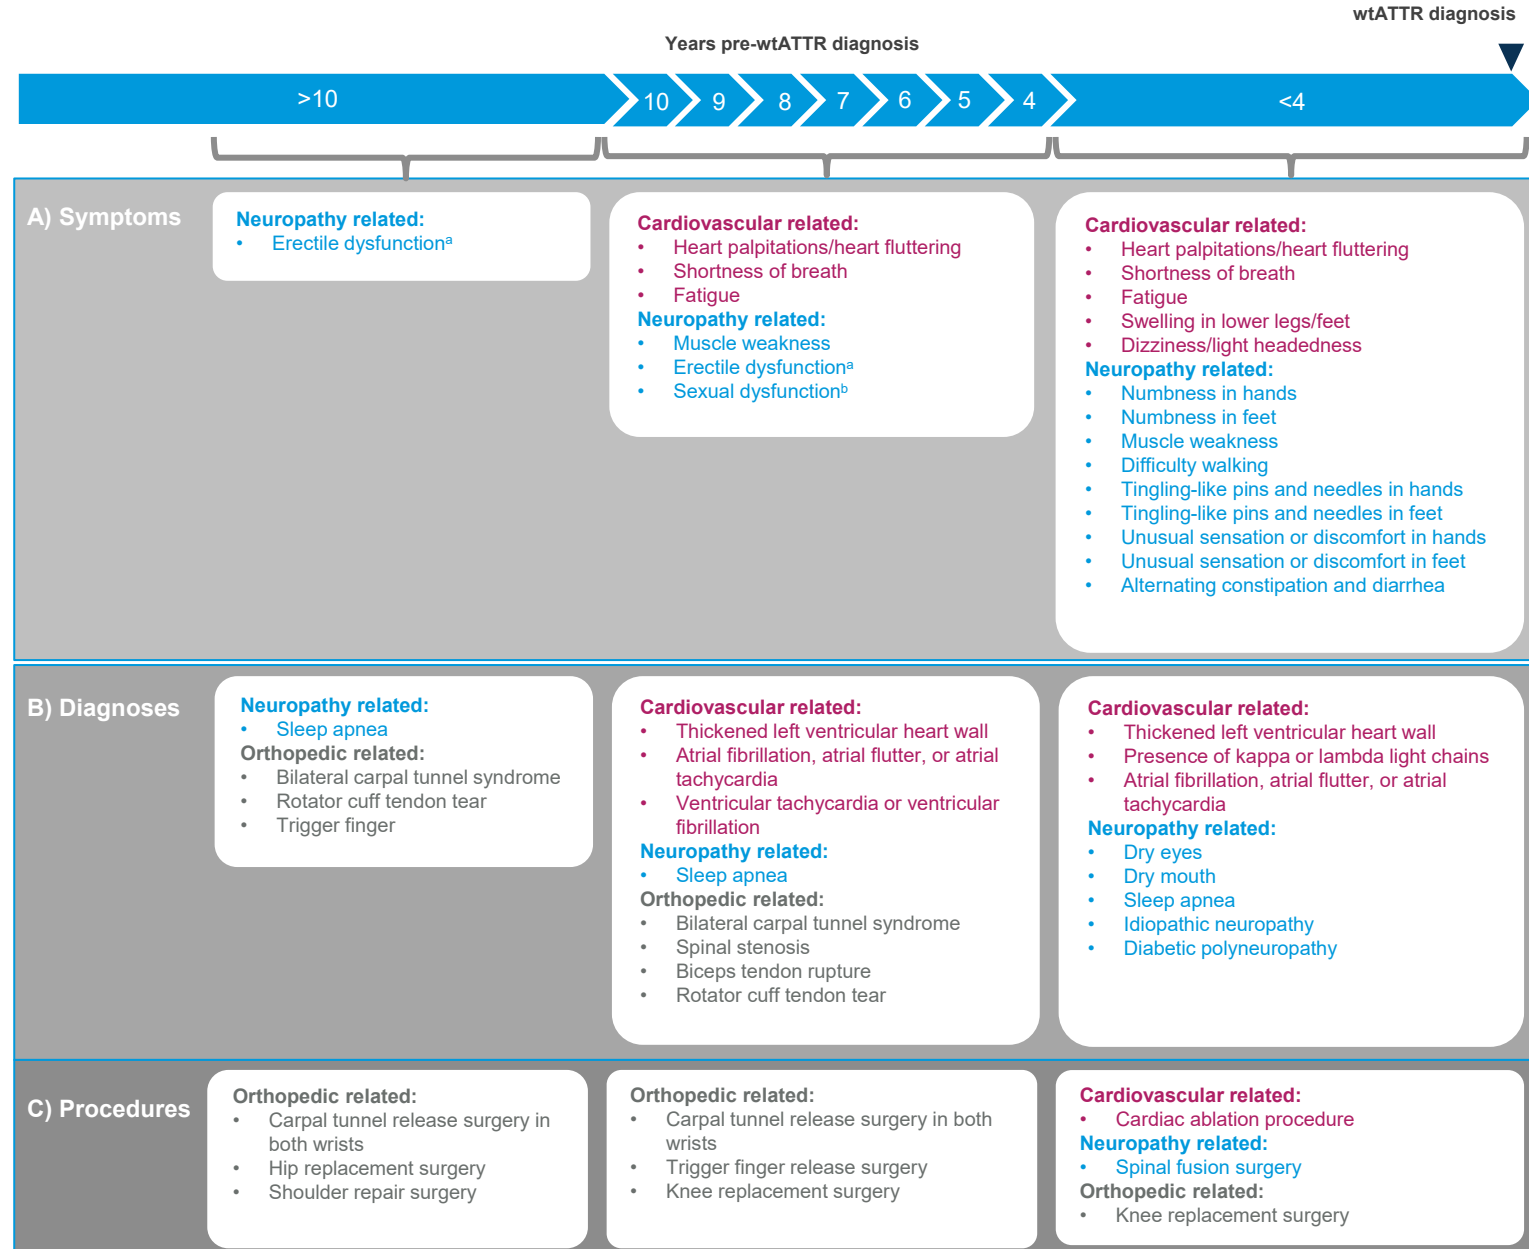 wtATTR diagnosis
Years pre-wtATTR diagnosis
>10
10
9
8
7
6
5
4
<4
A) Symptoms
Neuropathy related:
• Erectile dysfunctionᵃ
Cardiovascular related:
• Heart palpitations/heart fluttering
• Shortness of breath
• Fatigue
Neuropathy related:
• Muscle weakness
• Erectile dysfunctionᵃ
• Sexual dysfunctionᵇ
Cardiovascular related:
• Heart palpitations/heart fluttering
• Shortness of breath
• Fatigue
• Swelling in lower legs/feet
• Dizziness/light headedness
Neuropathy related:
• Numbness in hands
• Numbness in feet
• Muscle weakness
• Difficulty walking
• Tingling-like pins and needles in hands
• Tingling-like pins and needles in feet
• Unusual sensation or discomfort in hands
• Unusual sensation or discomfort in feet
• Alternating constipation and diarrhea
B) Diagnoses
Neuropathy related:
• Sleep apnea
Orthopedic related:
• Bilateral carpal tunnel syndrome
• Rotator cuff tendon tear
• Trigger finger
Cardiovascular related:
• Thickened left ventricular heart wall
• Atrial fibrillation, atrial flutter, or atrial
tachycardia
• Ventricular tachycardia or ventricular
fibrillation
Neuropathy related:
• Sleep apnea
Orthopedic related:
• Bilateral carpal tunnel syndrome
• Spinal stenosis
• Biceps tendon rupture
• Rotator cuff tendon tear
Cardiovascular related:
• Thickened left ventricular heart wall
• Presence of kappa or lambda light chains
• Atrial fibrillation, atrial flutter, or atrial
tachycardia
Neuropathy related:
• Dry eyes
• Dry mouth
• Sleep apnea
• Idiopathic neuropathy
• Diabetic polyneuropathy
C) Procedures
Orthopedic related:
• Carpal tunnel release surgery in
both wrists
• Hip replacement surgery
• Shoulder repair surgery
Orthopedic related:
• Carpal tunnel release surgery in both
wrists
• Trigger finger release surgery
• Knee replacement surgery
Cardiovascular related:
• Cardiac ablation procedure
Neuropathy related:
• Spinal fusion surgery
Orthopedic related:
• Knee replacement surgery